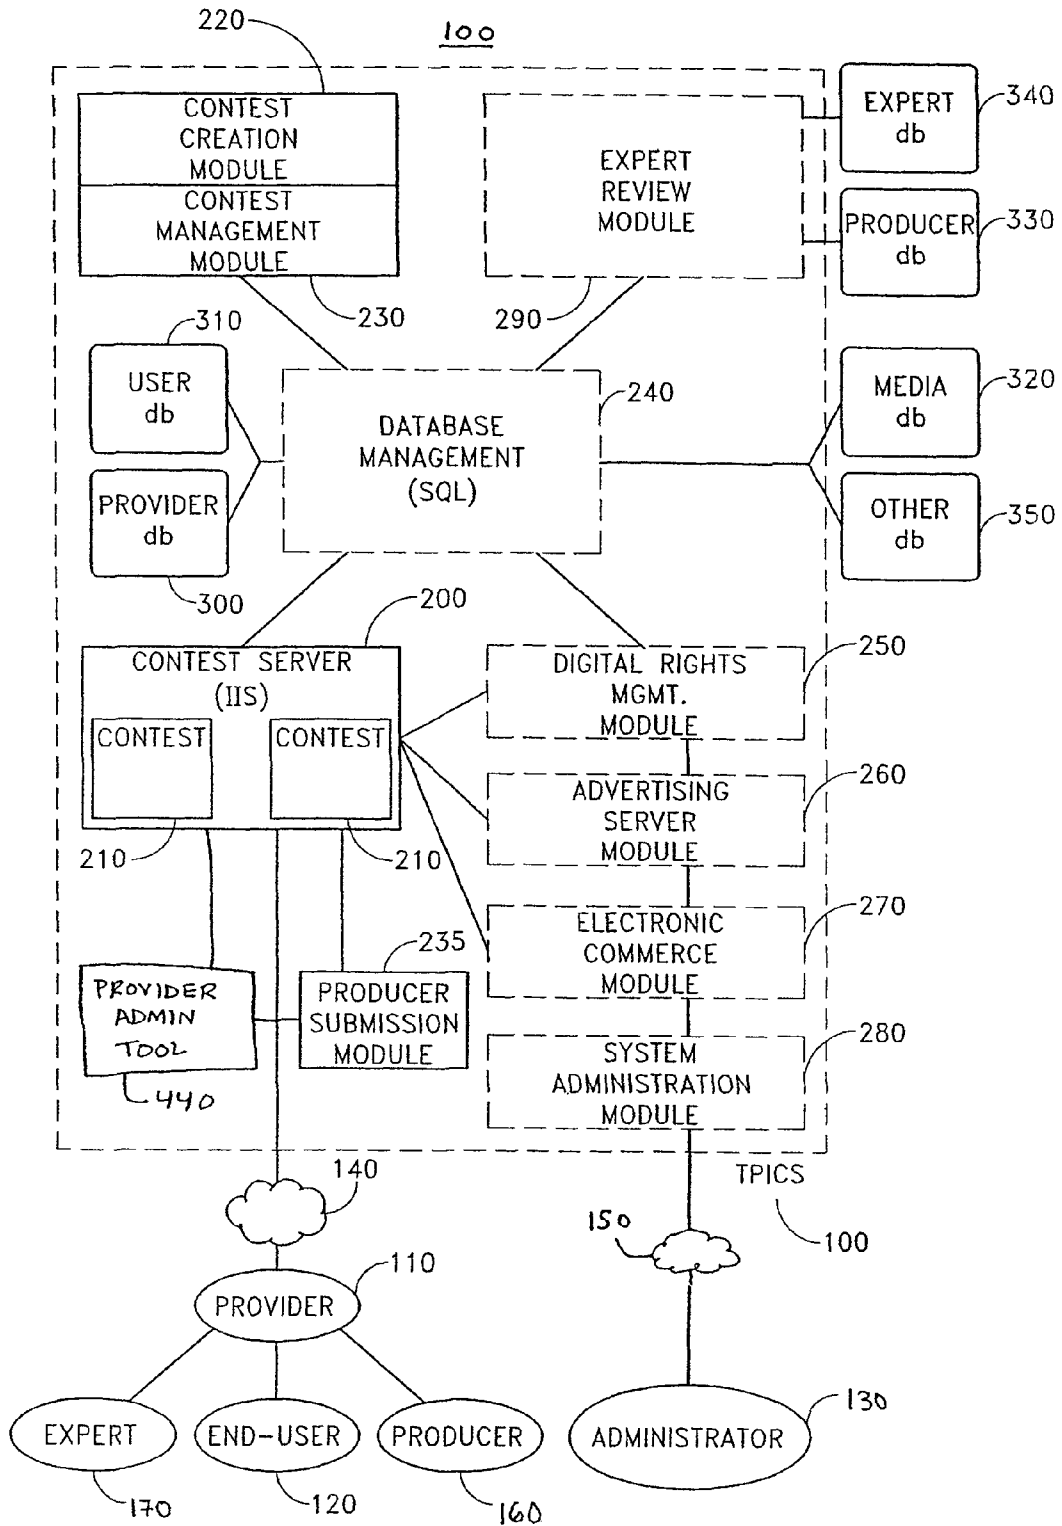 220
100
CONTEST
CREATION
MODULE
CONTEST
MANAGEMENT
MODULE
230
EXPERT
REVIEW
MODULE
290
EXPERT
db
340
PRODUCER
db
330
310
USER
db
PROVIDER
db
300
DATABASE
MANAGEMENT
(SQL)
240
MEDIA
db
320
OTHER
db
350
200
CONTEST SERVER
(IIS)
CONTEST
CONTEST
210
210
DIGITAL RIGHTS
MGMT.
MODULE
250
ADVERTISING
SERVER
MODULE
260
ELECTRONIC
COMMERCE
MODULE
270
SYSTEM
ADMINISTRATION
MODULE
280
PROVIDER
ADMIN
TOOL
440
235
PRODUCER
SUBMISSION
MODULE
TPICS
100
140
150
110
PROVIDER
EXPERT
170
END-USER
120
PRODUCER
160
ADMINISTRATOR
130